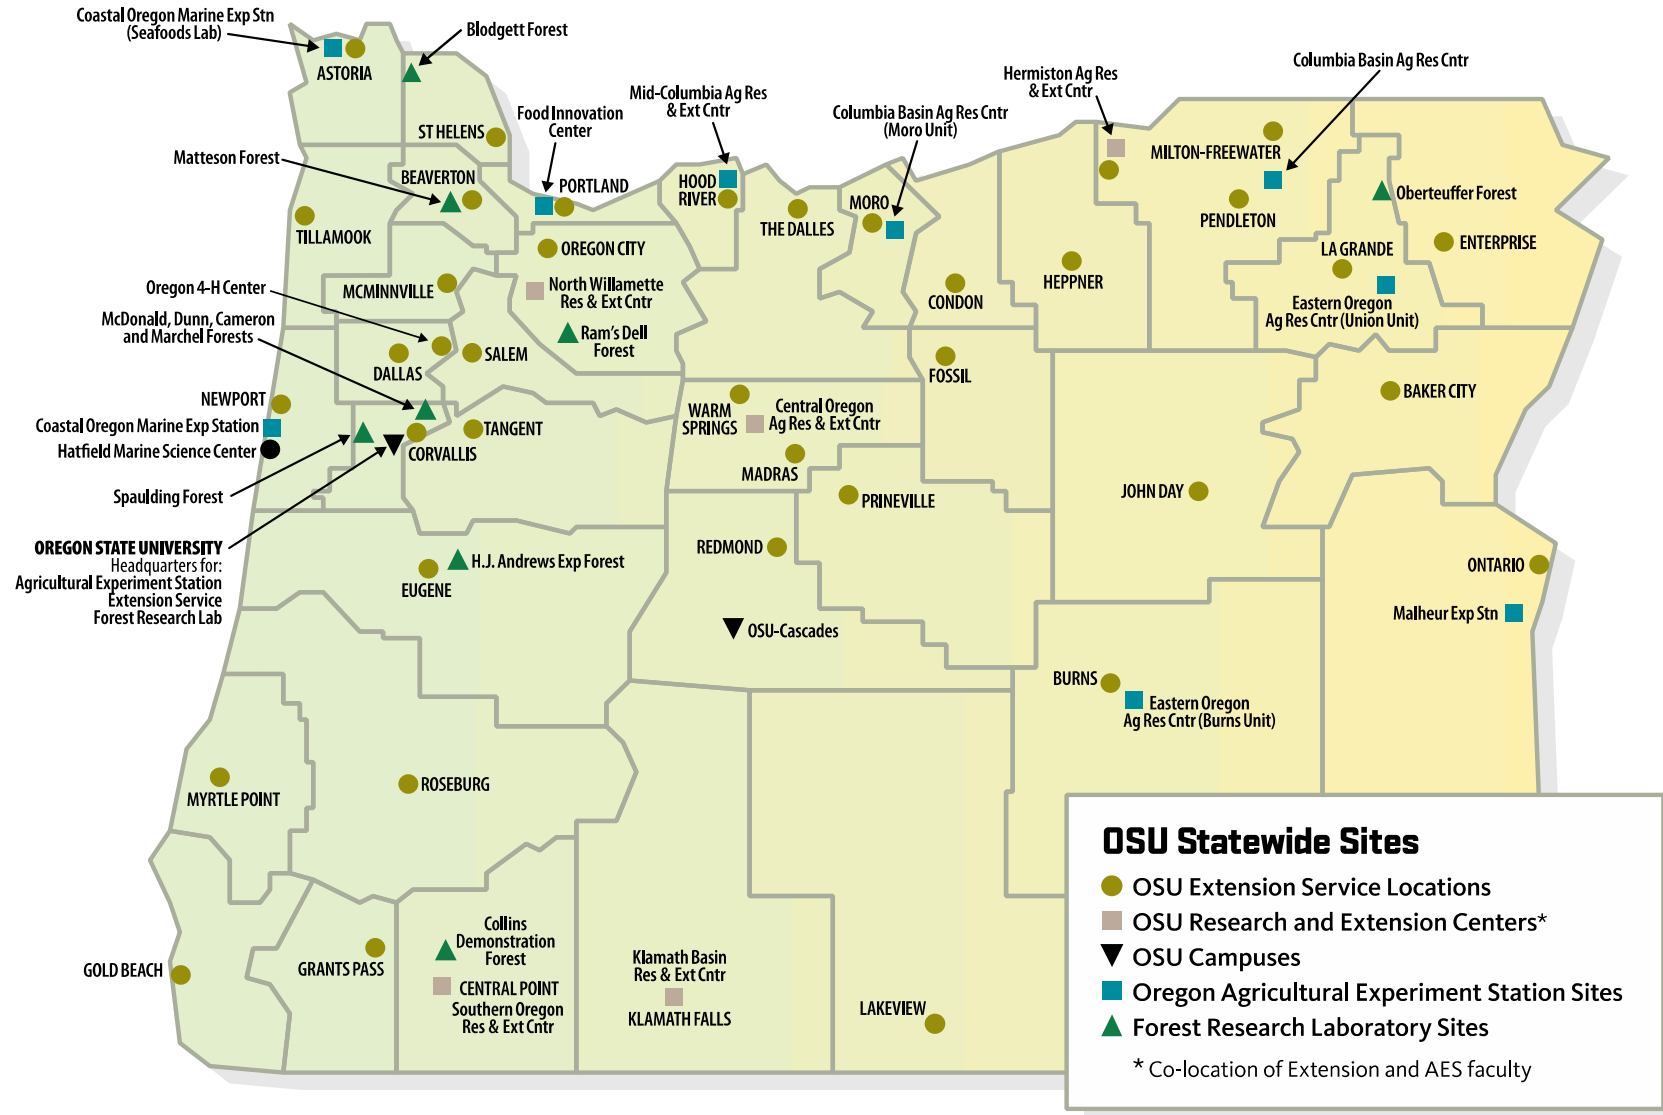 Coastal Oregon Marine Exp Stn
(Seafoods Lab)
ASTORIA
Blodgett Forest
ST HELENS
Matteson Forest
BEAVERTON
Food Innovation
Center
PORTLAND
TILLAMOOK
OREGON CITY
Mid-Columbia Ag Res
& Ext Cntr
HOOD
RIVER
THE DALLES
Columbia Basin Ag Res Cntr
(Moro Unit)
MORO
Hermiston Ag Res
& Ext Cntr
Columbia Basin Ag Res Cntr
MILTON-FREEWATER
PENDLETON
Oberteuffer Forest
LA GRANDE
ENTERPRISE
Eastern Oregon
Ag Res Cntr (Union Unit)
HEPPNER
CONDON
Oregon 4-H Center
MCMINNVILLE
North Willamette
Res & Ext Cntr
Ram's Dell
Forest
McDonald, Dunn, Cameron
and Marchel Forests
DALLAS
SALEM
FOSSIL
BAKER CITY
NEWPORT
Coastal Oregon Marine Exp Station
Hatfield Marine Science Center
TANGENT
CORVALLIS
WARM
SPRINGS
Central Oregon
Ag Res & Ext Cntr
MADRAS
PRINEVILLE
JOHN DAY
Spaulding Forest
OREGON STATE UNIVERSITY
Headquarters for:
Agricultural Experiment Station
Extension Service
Forest Research Lab
H.J. Andrews Exp Forest
EUGENE
REDMOND
OSU-Cascades
ONTARIO
Malheur Exp Stn
BURNS
Eastern Oregon
Ag Res Cntr (Burns Unit)
MYRTLE POINT
ROSEBURG
GOLD BEACH
GRANTS PASS
Collins
Demonstration
Forest
CENTRAL POINT
Southern Oregon
Res & Ext Cntr
Klamath Basin
Res & Ext Cntr
KLAMATH FALLS
LAKEVIEW
OSU Statewide Sites
OSU Extension Service Locations
OSU Research and Extension Centers*
OSU Campuses
Oregon Agricultural Experiment Station Sites
Forest Research Laboratory Sites
* Co-location of Extension and AES faculty